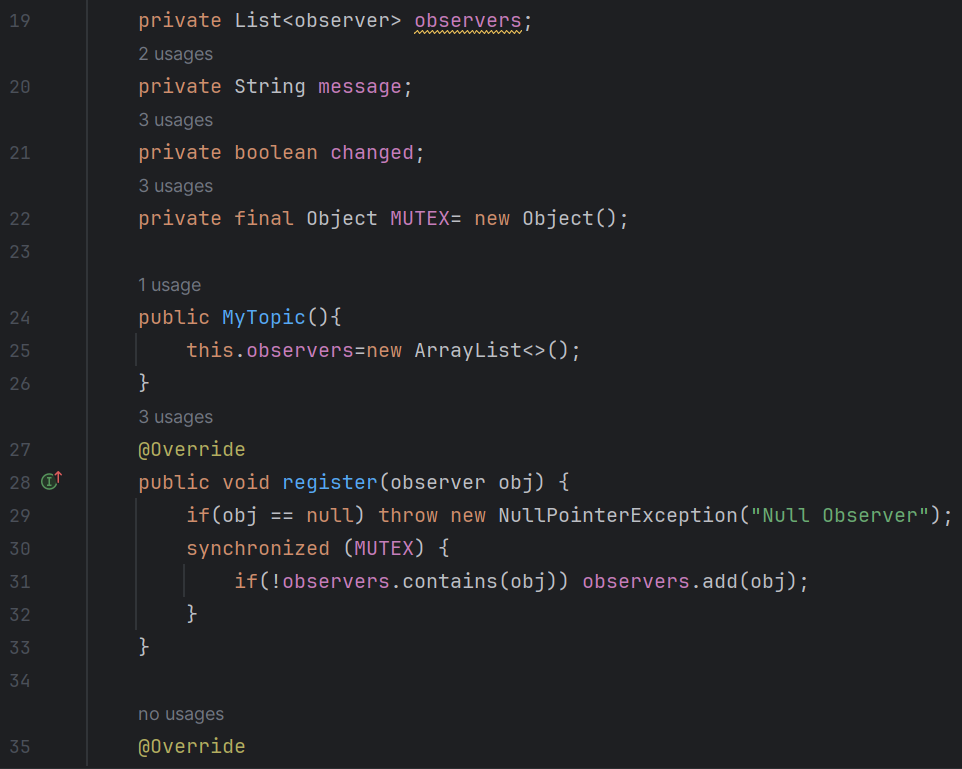 19 private List<observer> observers;
2 usages
20 private String message;
3 usages
21 private boolean changed;
3 usages
22 private final Object MUTEX= new Object();
23
1 usage
24 public MyTopic(){
25 this.observers=new ArrayList<>();
26 }
3 usages
27 @Override
28 public void register(observer obj) {
29 if(obj == null) throw new NullPointerException("Null Observer");
30 synchronized (MUTEX) {
31 if(!observers.contains(obj)) observers.add(obj);
32 }
33 }
34
no usages
35 @Override